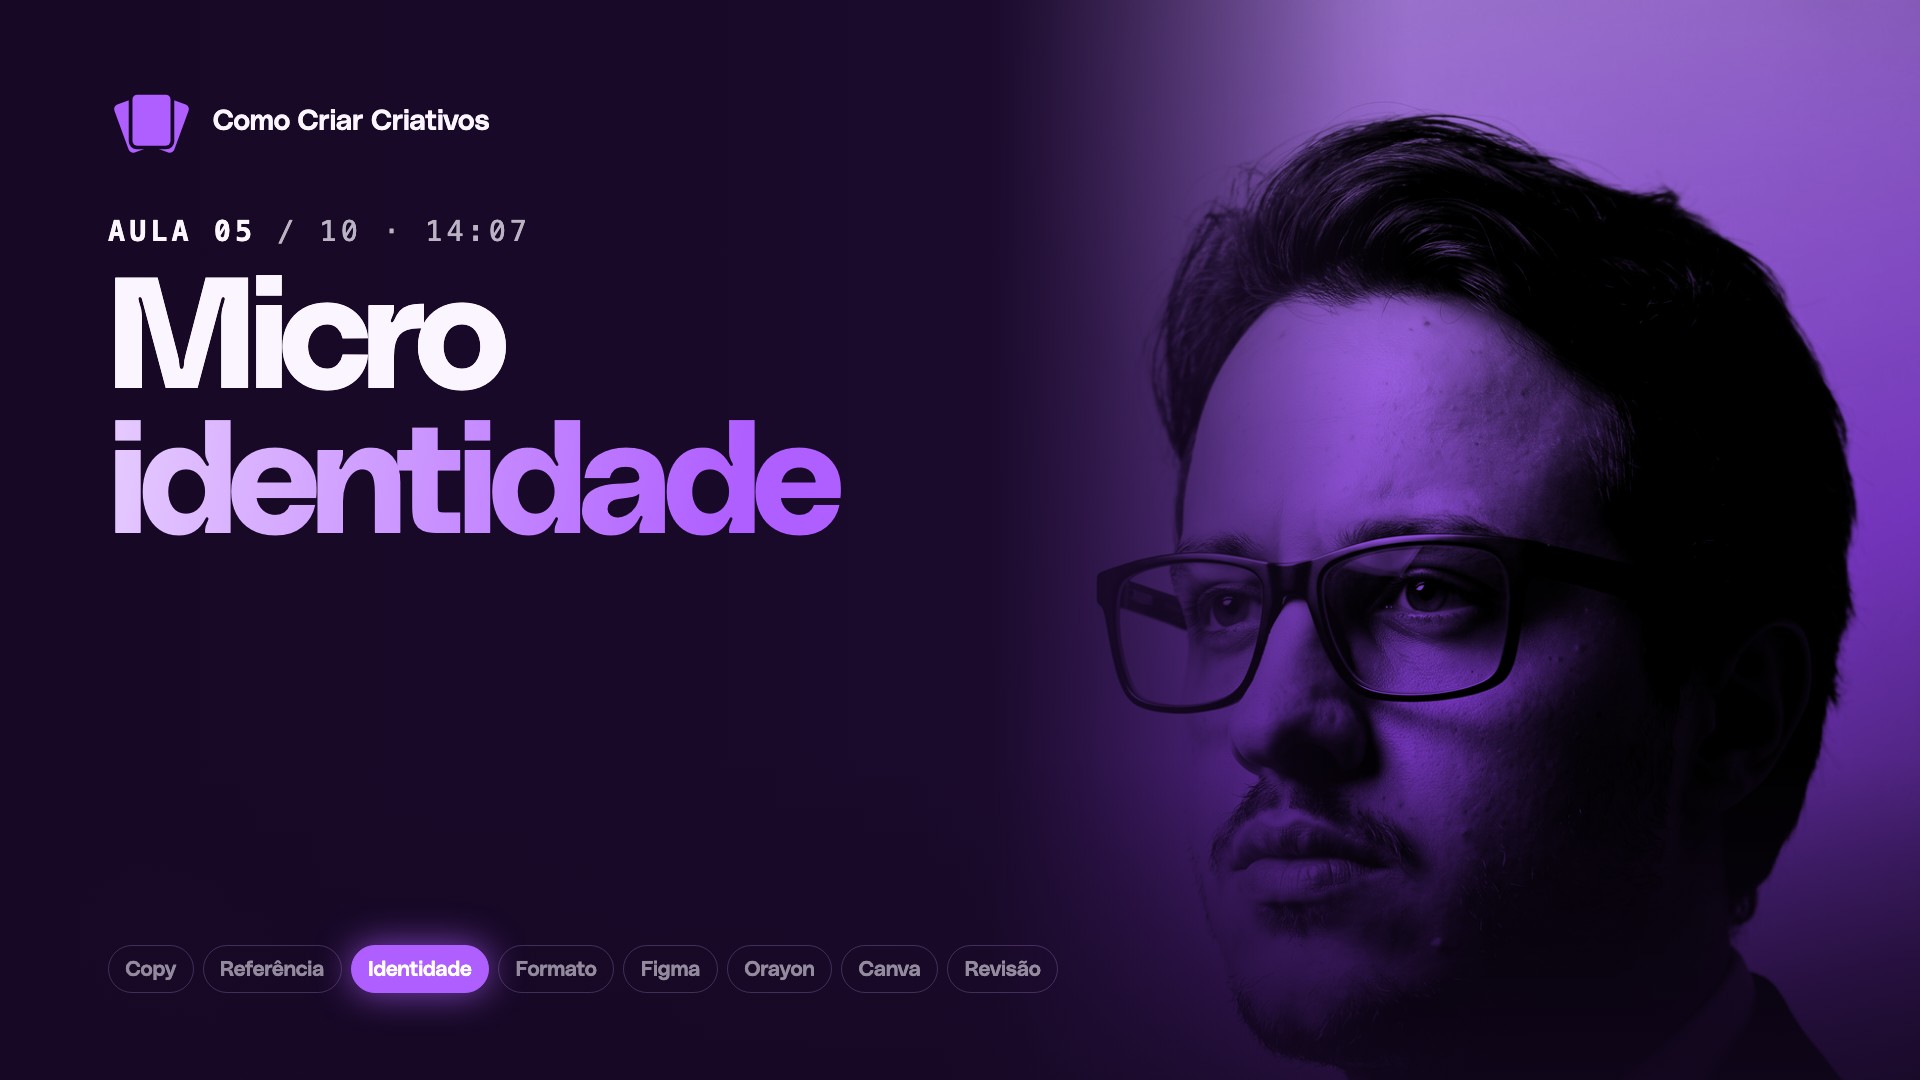 Como Criar Criativos
AULA 05 / 10 · 14:07
Micro
identidade
Copy Referência Identidade Formato Figma Orayon Canva Revisão